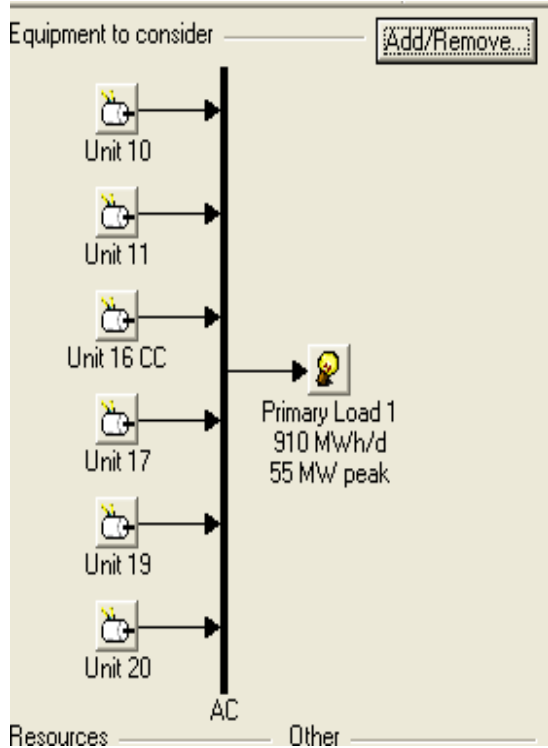 Equipment to consider
Add/Remove...
Unit 10
Unit 11
Unit 16 CC
Unit 17
Unit 19
Unit 20
Primary Load 1
910 MWh/d
55 MW peak
AC
Resources
Other